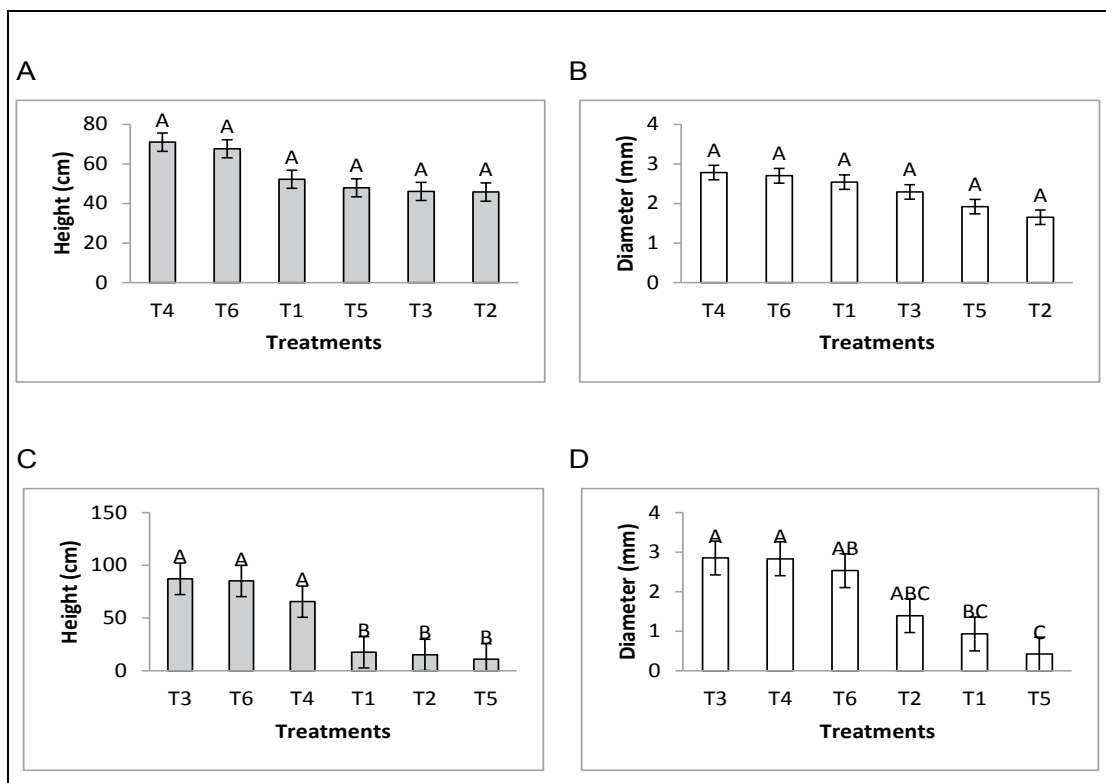 A
Height (cm)
80
60
40
20
0
A
A
A
A
A
A
T4 T6 T1 T5 T3 T2
Treatments
B
Diameter (mm)
4
3
2
1
0
A
A
A
A
A
A
T4 T6 T1 T3 T5 T2
Treatments
C
Height (cm)
150
100
50
0
A
A
A
B
B
B
T3 T6 T4 T1 T2 T5
Treatments
D
Diameter (mm)
4
3
2
1
0
A
A
AB
ABC
BC
C
T3 T4 T6 T2 T1 T5
Treatments